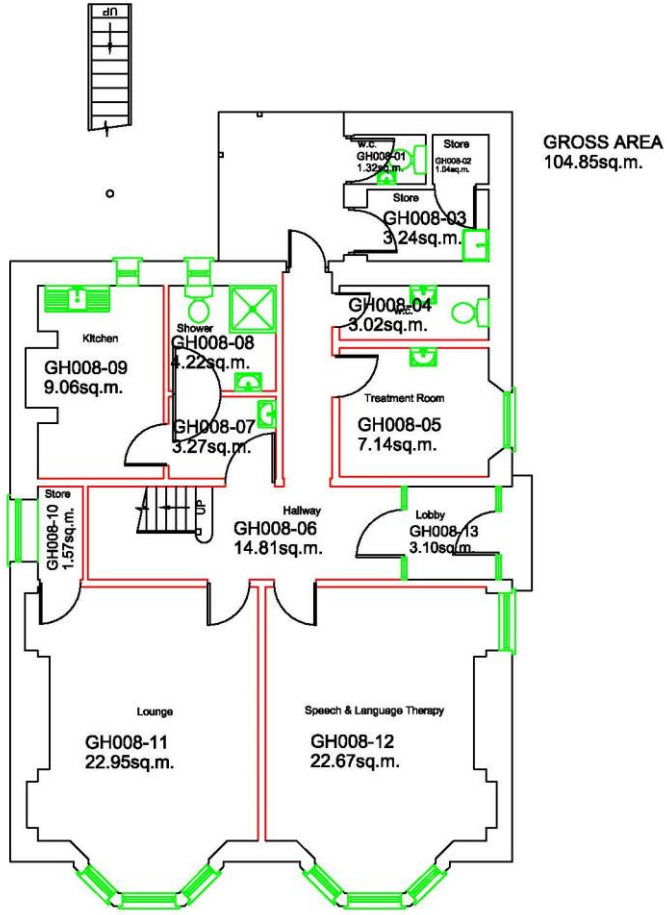 UP
GROSS AREA
104.85sq.m.
w.c.
GH008-01
1.32sq.m.
Store
GH008-02
1.04sq.m.
Store
GH008-03
3.24sq.m.
GH008-04
w.c.
3.02sq.m.
Kitchen
GH008-09
9.06sq.m.
Shower
GH008-08
4.22sq.m.
GH008-07
3.27sq.m.
Treatment Room
GH008-05
7.14sq.m.
Store
GH008-10
1.57sq.m.
UP
Hallway
GH008-06
14.81sq.m.
Lobby
GH008-13
3.10sq.m.
Lounge
GH008-11
22.95sq.m.
Speech & Language Therapy
GH008-12
22.67sq.m.